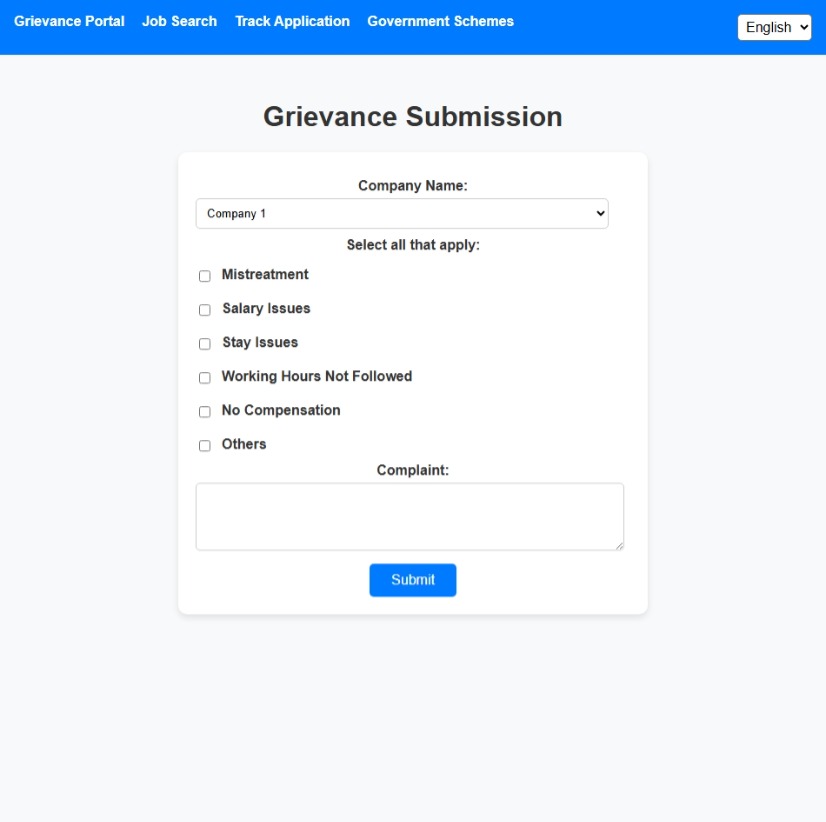 Grievance Portal Job Search Track Application Government Schemes English
Grievance Submission
Company Name:
Company 1
Select all that apply:
Mistreatment
Salary Issues
Stay Issues
Working Hours Not Followed
No Compensation
Others
Complaint:
Submit